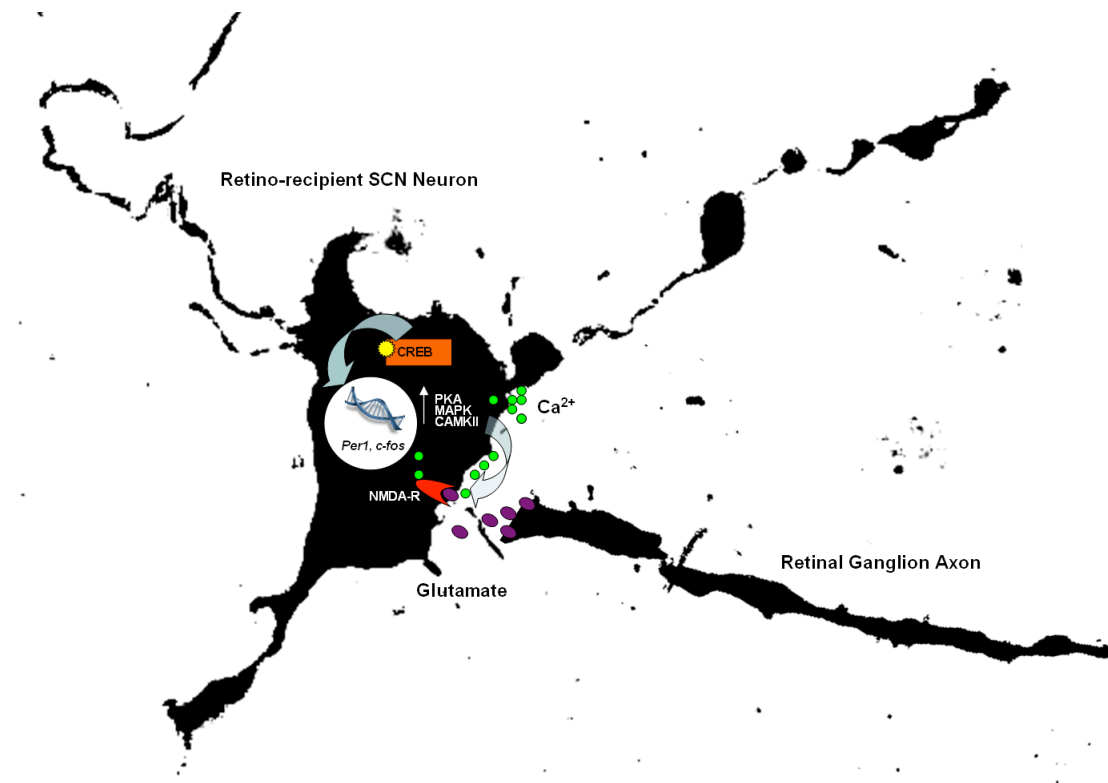 Retino-recipient SCN Neuron
CREB
PKA
MAPK
CAMKII
Ca²⁺
Per1, c-fos
NMDA-R
Glutamate
Retinal Ganglion Axon